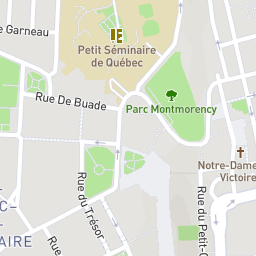 e Garneau
Petit Séminaire
de Québec
Rue De Buade
Parc Montmorency
Notre-Dame
Victoire
Rue du Trésor
Rue du Petit-C
C-
AIRE